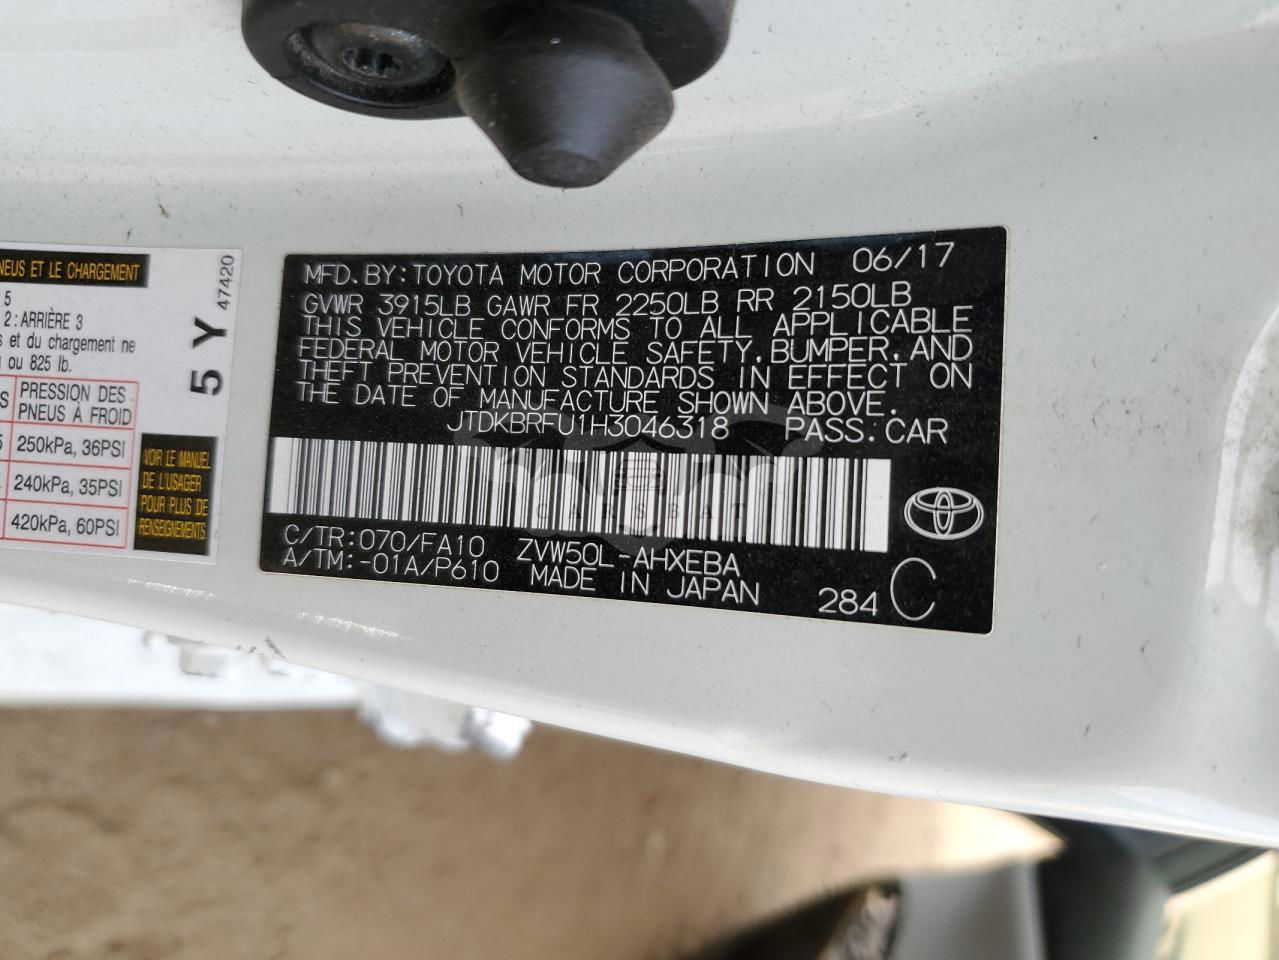 NEUS ET LE CHARGEMENT
5
2: ARRIÈRE 3
s et du chargement ne
ou 825 lb.
S PRESSION DES
PNEUS À FROID
5 250kPa, 36PSI
240kPa, 35PSI
420kPa, 60PSI
5 Y 47420
VOIR LE MANUEL
DE L'USAGER
POUR PLUS DE
RENSEIGNEMENTS.
MFD.BY:TOYOTA MOTOR CORPORATION 06/17
GVWR 3915LB GAWR FR 2250LB RR 2150LB
THIS VEHICLE CONFORMS TO ALL APPLICABLE
FEDERAL MOTOR VEHICLE SAFETY,BUMPER,AND
THEFT PREVENTION STANDARDS IN EFFECT ON
THE DATE OF MANUFACTURE SHOWN ABOVE.
JTDKBRFU1H3046318 PASS.CAR
CARSBAT
C/TR:070/FA10 ZVW50L-AHXEBA
A/TM:-01A/P610 MADE IN JAPAN 284 C